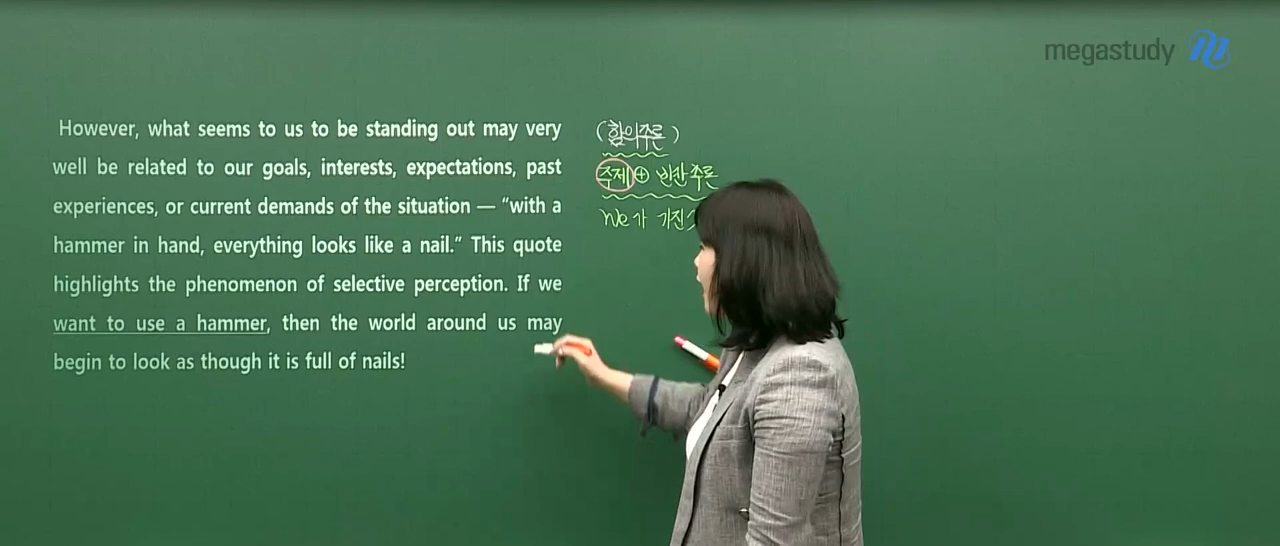 megastudy
However, what seems to us to be standing out may very
well be related to our goals, interests, expectations, past
experiences, or current demands of the situation — “with a
hammer in hand, everything looks like a nail.” This quote
highlights the phenomenon of selective perception. If we
want to use a hammer, then the world around us may
begin to look as though it is full of nails!
(함의추론)
주제 ⊕ 빈칸추론
We가 가진